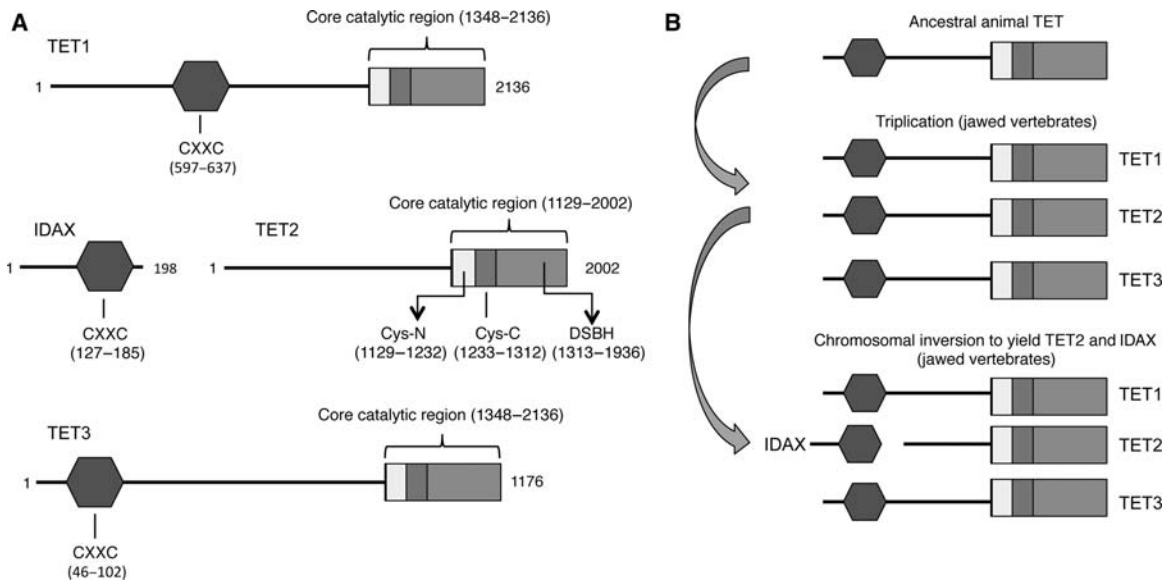 A
Core catalytic region (1348–2136)
TET1
1
2136
CXXC
(597–637)
Core catalytic region (1129–2002)
IDAX
TET2
1
198
1
2002
CXXC
(127–185)
Cys-N
(1129–1232)
Cys-C
(1233–1312)
DSBH
(1313–1936)
Core catalytic region (1348–2136)
TET3
1
1176
CXXC
(46–102)
B
Ancestral animal TET
Triplication (jawed vertebrates)
TET1
TET2
TET3
Chromosomal inversion to yield TET2 and IDAX
(jawed vertebrates)
TET1
IDAX
TET2
TET3